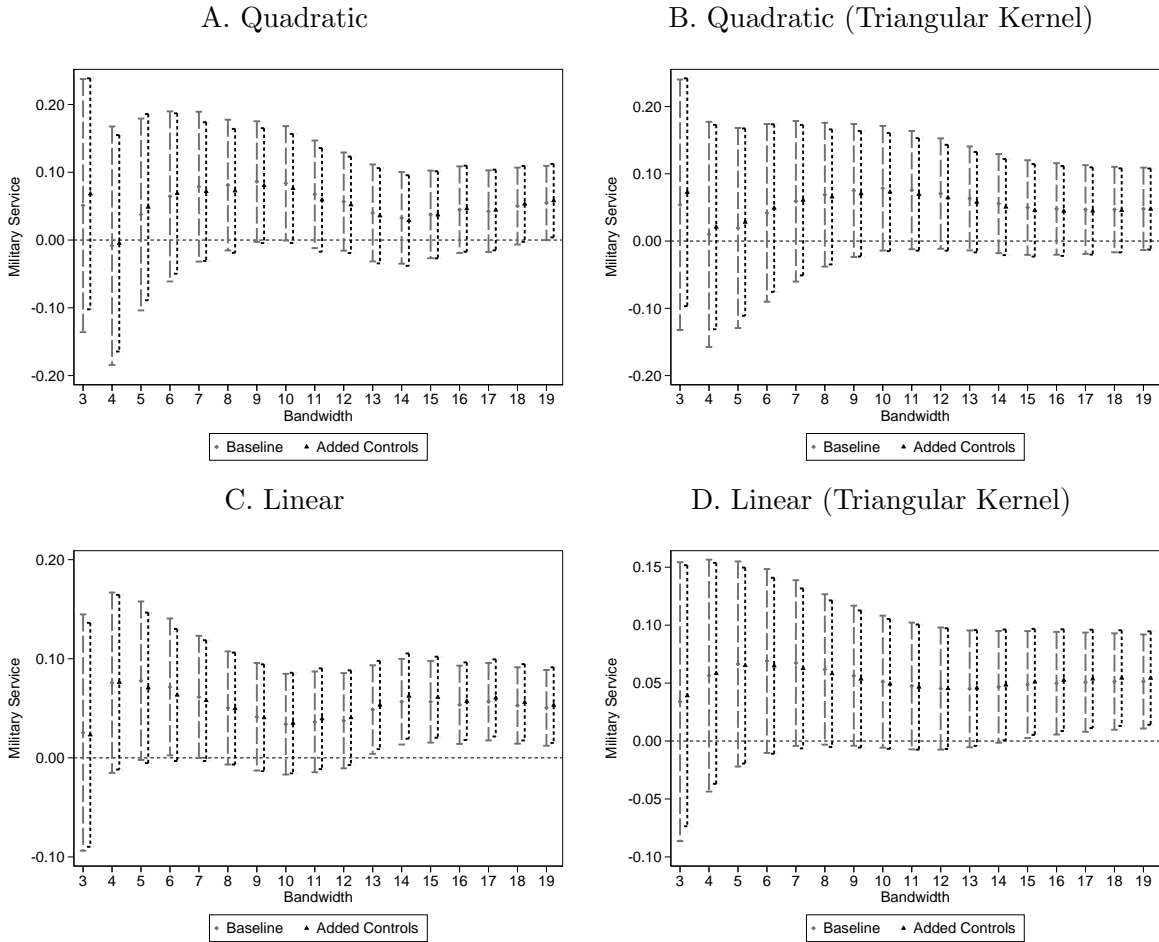 A. Quadratic
0.20
0.10
0.00
-0.10
-0.20
Military Service
3 4 5 6 7 8 9 10 11 12 13 14 15 16 17 18 19
Bandwidth
Baseline Added Controls
B. Quadratic (Triangular Kernel)
0.20
0.10
0.00
-0.10
-0.20
Military Service
3 4 5 6 7 8 9 10 11 12 13 14 15 16 17 18 19
Bandwidth
Baseline Added Controls
C. Linear
0.20
0.10
0.00
-0.10
Military Service
3 4 5 6 7 8 9 10 11 12 13 14 15 16 17 18 19
Bandwidth
Baseline Added Controls
D. Linear (Triangular Kernel)
0.15
0.10
0.05
0.00
-0.05
-0.10
Military Service
3 4 5 6 7 8 9 10 11 12 13 14 15 16 17 18 19
Bandwidth
Baseline Added Controls